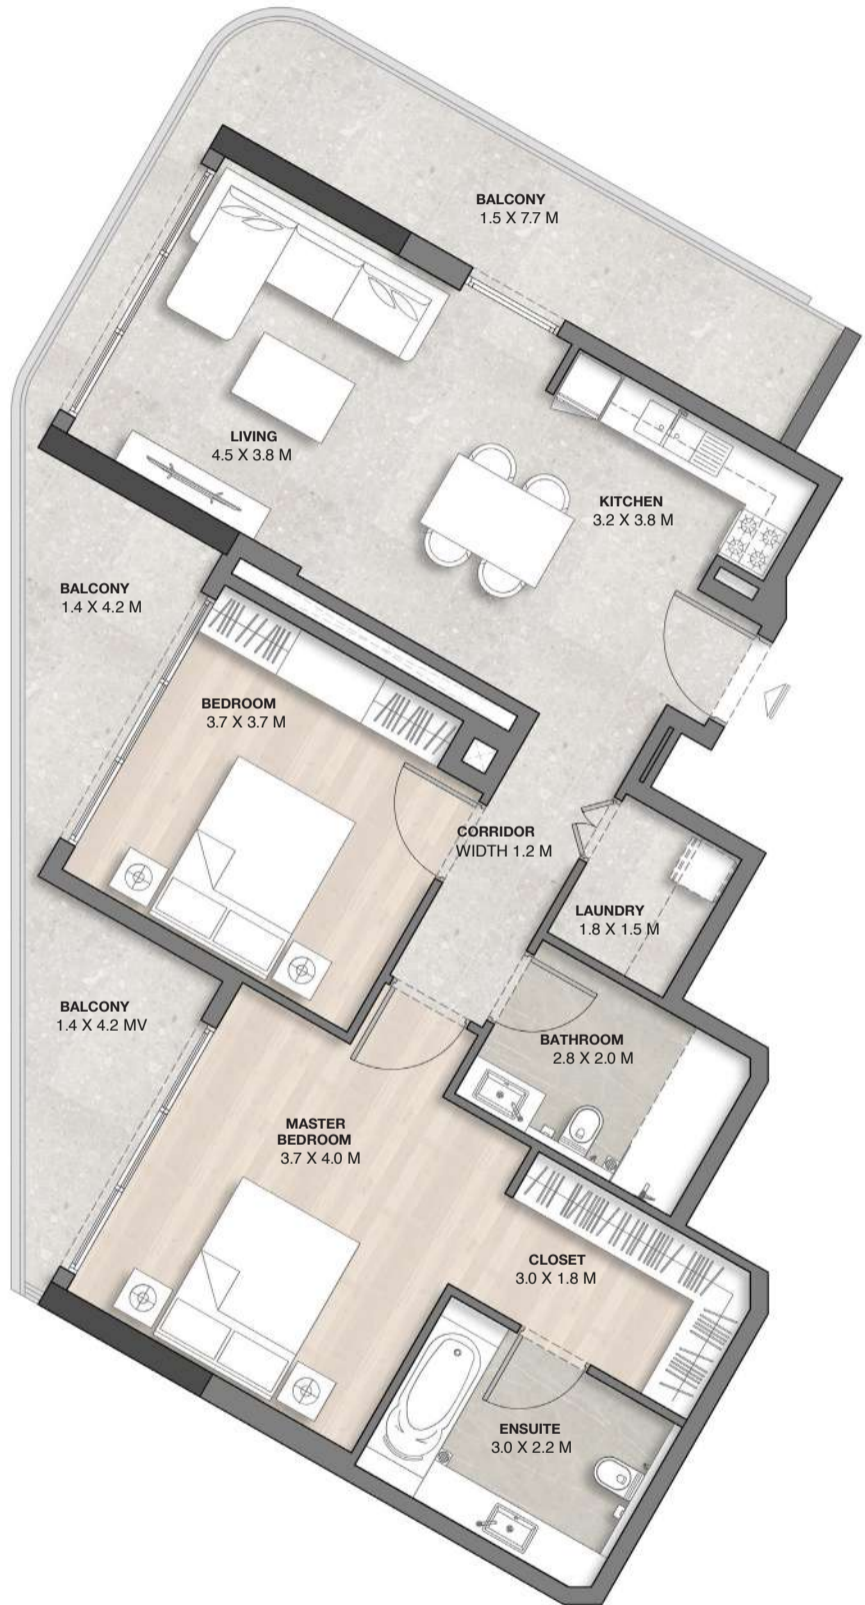 BALCONY
1.5 X 7.7 M
LIVING
4.5 X 3.8 M
KITCHEN
3.2 X 3.8 M
BALCONY
1.4 X 4.2 M
BEDROOM
3.7 X 3.7 M
CORRIDOR
WIDTH 1.2 M
LAUNDRY
1.8 X 1.5 M
BALCONY
1.4 X 4.2 MV
BATHROOM
2.8 X 2.0 M
MASTER
BEDROOM
3.7 X 4.0 M
CLOSET
3.0 X 1.8 M
ENSUITE
3.0 X 2.2 M